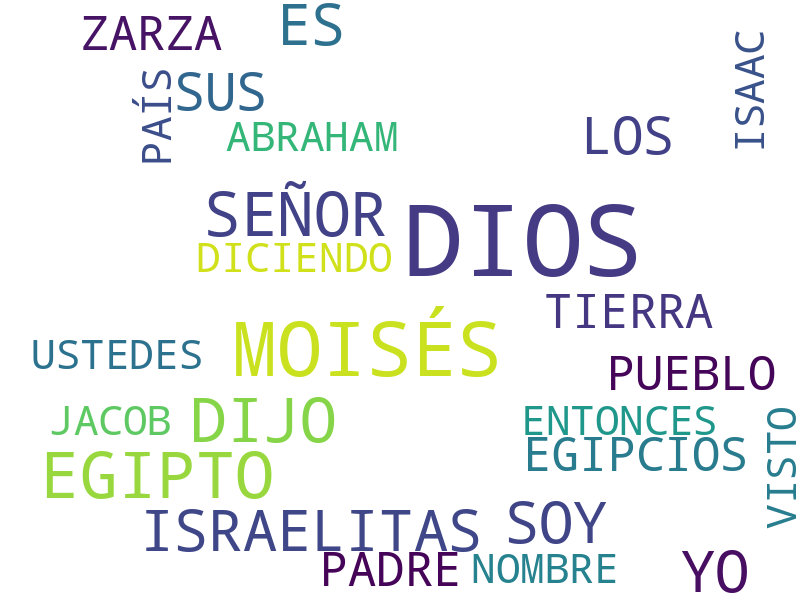 ZARZA
ES
PAÍS
SUS
ISAAC
ABRAHAM
LOS
SEÑOR
DIOS
DICIENDO
TIERRA
MOISÉS
USTEDES
PUEBLO
JACOB
DIJO
ENTONCES
EGIPCIOS
VISTO
EGIPTO
ISRAELITAS
SOY
PADRE
NOMBRE
YO